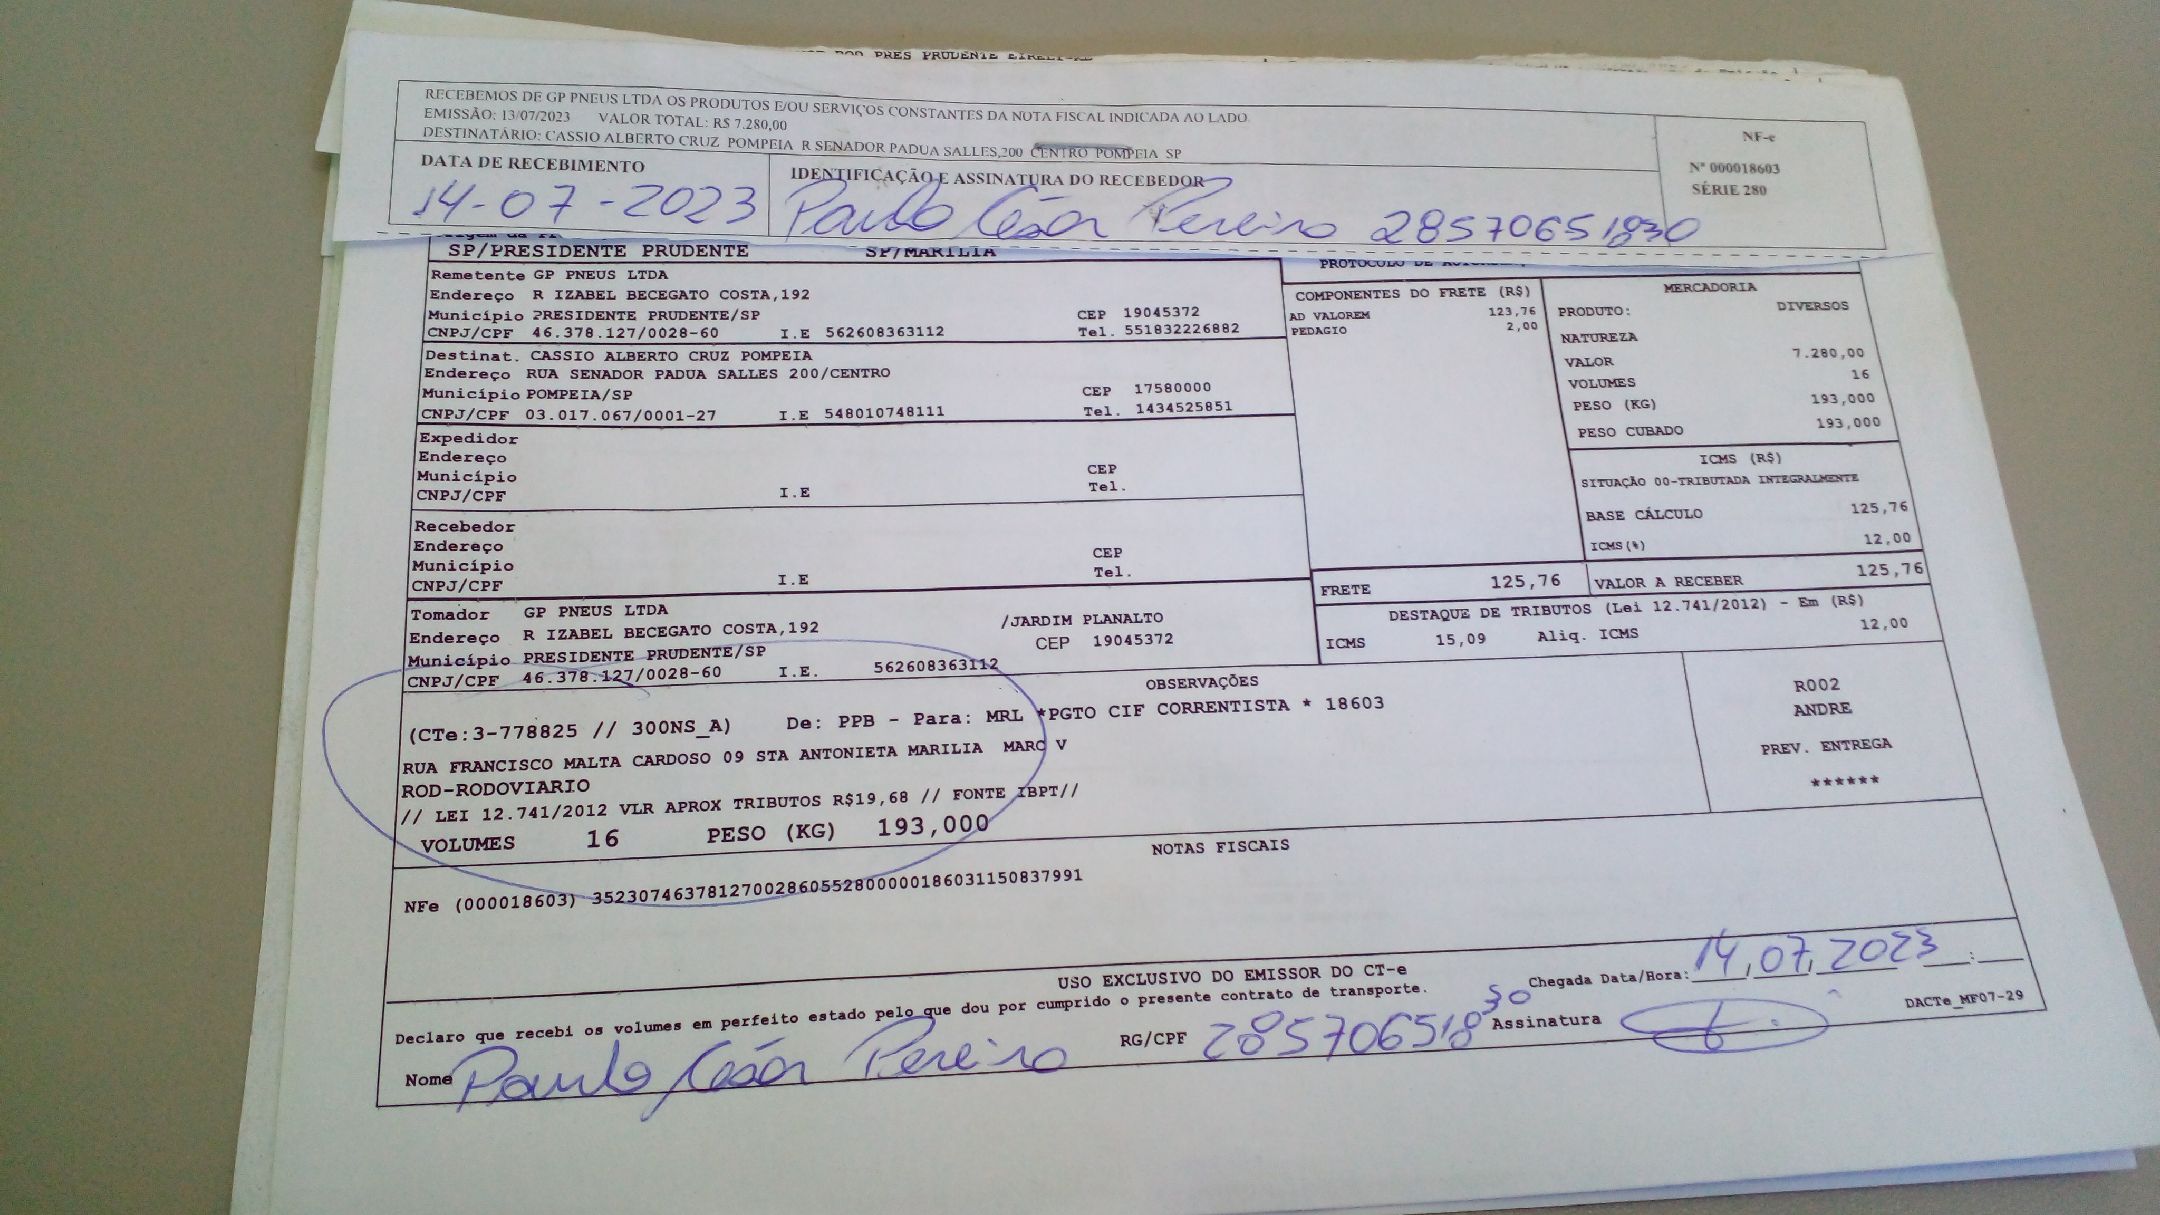 PRES PRUDENTE EIRELI
RECEBEMOS DE GP PNEUS LTDA OS PRODUTOS E/OU SERVIÇOS CONSTANTES DA NOTA FISCAL INDICADA AO LADO
EMISSÃO: 13/07/2023 VALOR TOTAL: R$ 7.280,00
DESTINATÁRIO: CASSIO ALBERTO CRUZ POMPEIA R SENADOR PADUA SALLES,200 CENTRO POMPEIA SP
NF-e
Nº 000018603
SÉRIE 280
DATA DE RECEBIMENTO
14-07-2023
IDENTIFICAÇÃO E ASSINATURA DO RECEBEDOR
Paulo César Pereira 28570651830
SP/PRESIDENTE PRUDENTE SP/MARILIA
PROTOCOLO DE
Remetente GP PNEUS LTDA
Endereço R IZABEL BECEGATO COSTA,192
Município PRESIDENTE PRUDENTE/SP CEP 19045372
CNPJ/CPF 46.378.127/0028-60 I.E 562608363112 Tel. 551832226882
Destinat. CASSIO ALBERTO CRUZ POMPEIA
Endereço RUA SENADOR PADUA SALLES 200/CENTRO
Município POMPEIA/SP CEP 17580000
CNPJ/CPF 03.017.067/0001-27 I.E 548010748111 Tel. 1434525851
Expedidor
Endereço
Município CEP
CNPJ/CPF I.E Tel.
Recebedor
Endereço
Município CEP
CNPJ/CPF I.E Tel.
Tomador GP PNEUS LTDA
Endereço R IZABEL BECEGATO COSTA,192 /JARDIM PLANALTO
Município PRESIDENTE PRUDENTE/SP CEP 19045372
CNPJ/CPF 46.378.127/0028-60 I.E. 562608363112
COMPONENTES DO FRETE (R$)
AD VALOREM 123,76
PEDAGIO 2,00
MERCADORIA
PRODUTO: DIVERSOS
NATUREZA
VALOR 7.280,00
VOLUMES 16
PESO (KG) 193,000
PESO CUBADO 193,000
ICMS (R$)
SITUAÇÃO 00-TRIBUTADA INTEGRALMENTE
BASE CÁLCULO 125,76
ICMS(%) 12,00
FRETE 125,76 VALOR A RECEBER 125,76
DESTAQUE DE TRIBUTOS (Lei 12.741/2012) - Em (R$)
ICMS 15,09 Aliq. ICMS 12,00
OBSERVAÇÕES
(CTe:3-778825 // 300NS_A) De: PPB - Para: MRL *PGTO CIF CORRENTISTA * 18603
RUA FRANCISCO MALTA CARDOSO 09 STA ANTONIETA MARILIA MARC V
ROD-RODOVIARIO
// LEI 12.741/2012 VLR APROX TRIBUTOS R$19,68 // FONTE IBPT//
VOLUMES 16 PESO (KG) 193,000
R002
ANDRE
PREV. ENTREGA
******
NOTAS FISCAIS
NFe (000018603) 35230746378127002860552800000186031150837991
USO EXCLUSIVO DO EMISSOR DO CT-e
Declaro que recebi os volumes em perfeito estado pelo que dou por cumprido o presente contrato de transporte.
Chegada Data/Hora: 14,07,2023 :
Nome Paulo César Pereira RG/CPF 28570651830 Assinatura
DACTe_MF07-29